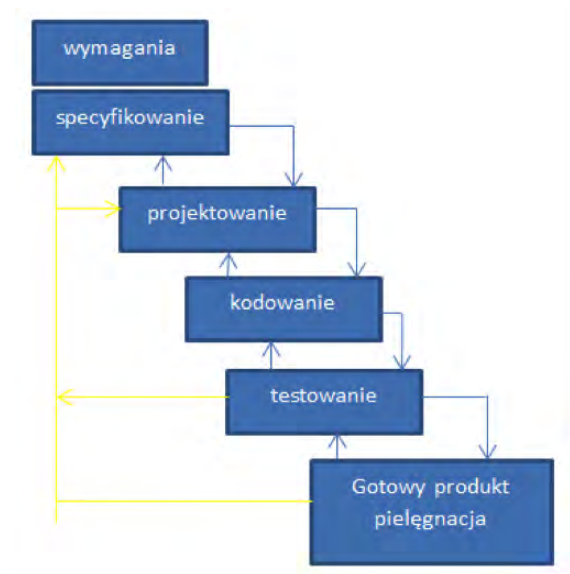 wymagania
specyfikowanie
projektowanie
kodowanie
testowanie
Gotowy produkt
pielęgnacja